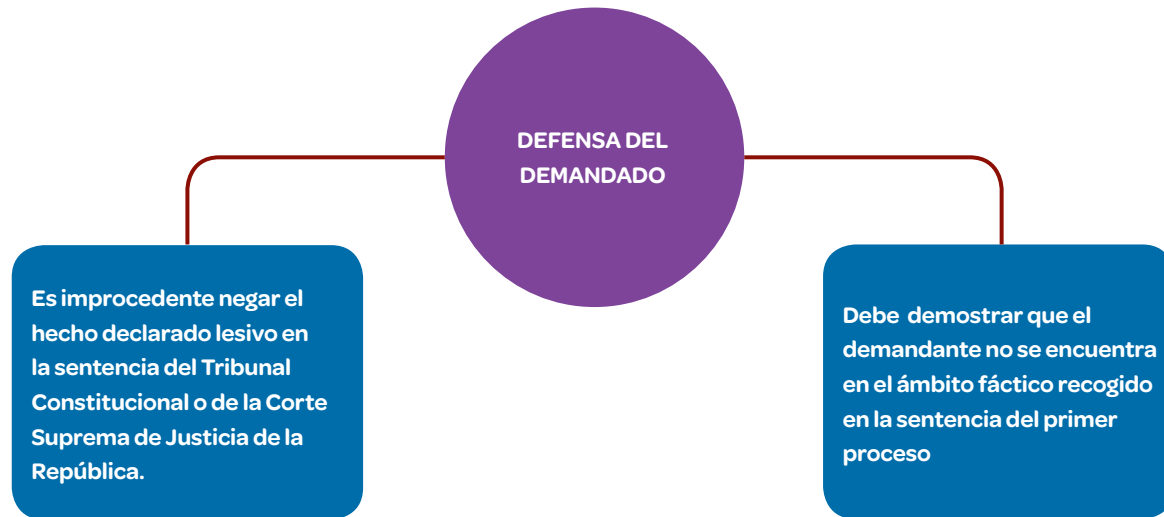 DEFENSA DEL
DEMANDADO
Es improcedente negar el
hecho declarado lesivo en
la sentencia del Tribunal
Constitucional o de la Corte
Suprema de Justicia de la
República.
Debe demostrar que el
demandante no se encuentra
en el ámbito fáctico recogido
en la sentencia del primer
proceso